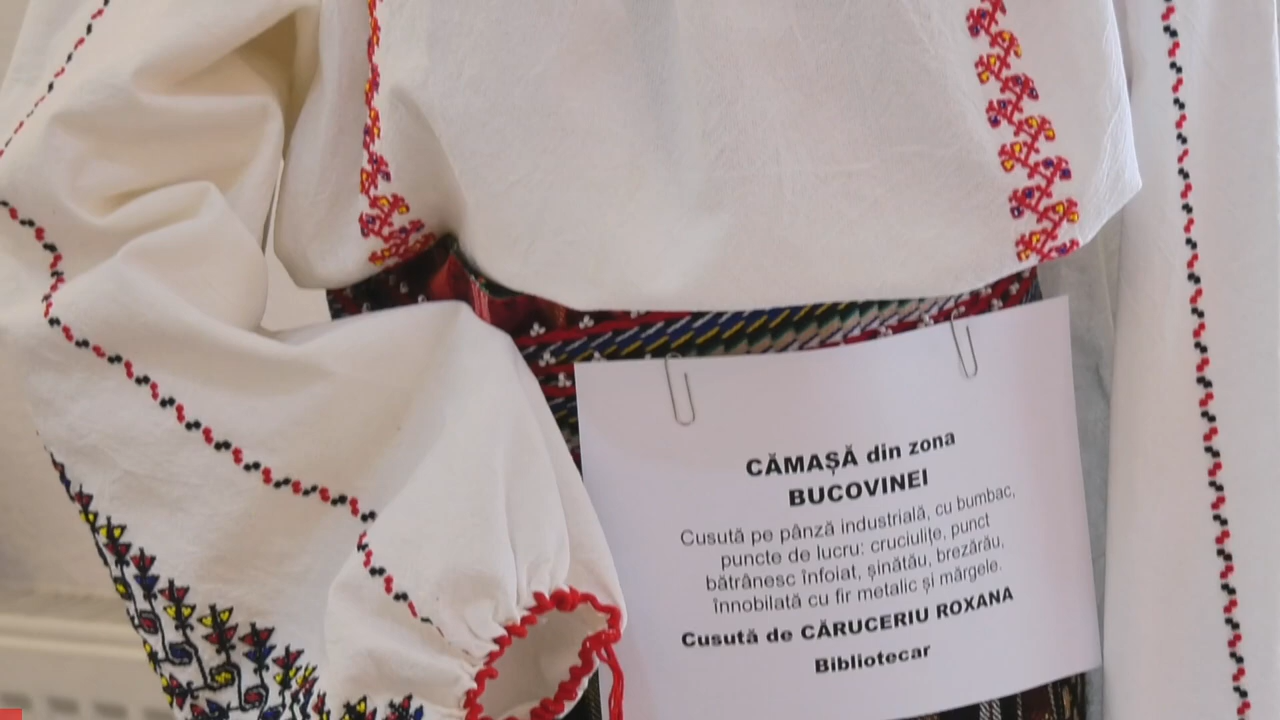 CĂMAȘĂ din zona
BUCOVINEI
Cusută pe pânză industrială, cu bumbac,
puncte de lucru: cruciulițe, punct
bătrânesc înfoiat, șinătău, brezărău,
înnobilată cu fir metalic și mărgele.
Cusută de CĂRUCERIU ROXANA
Bibliotecar